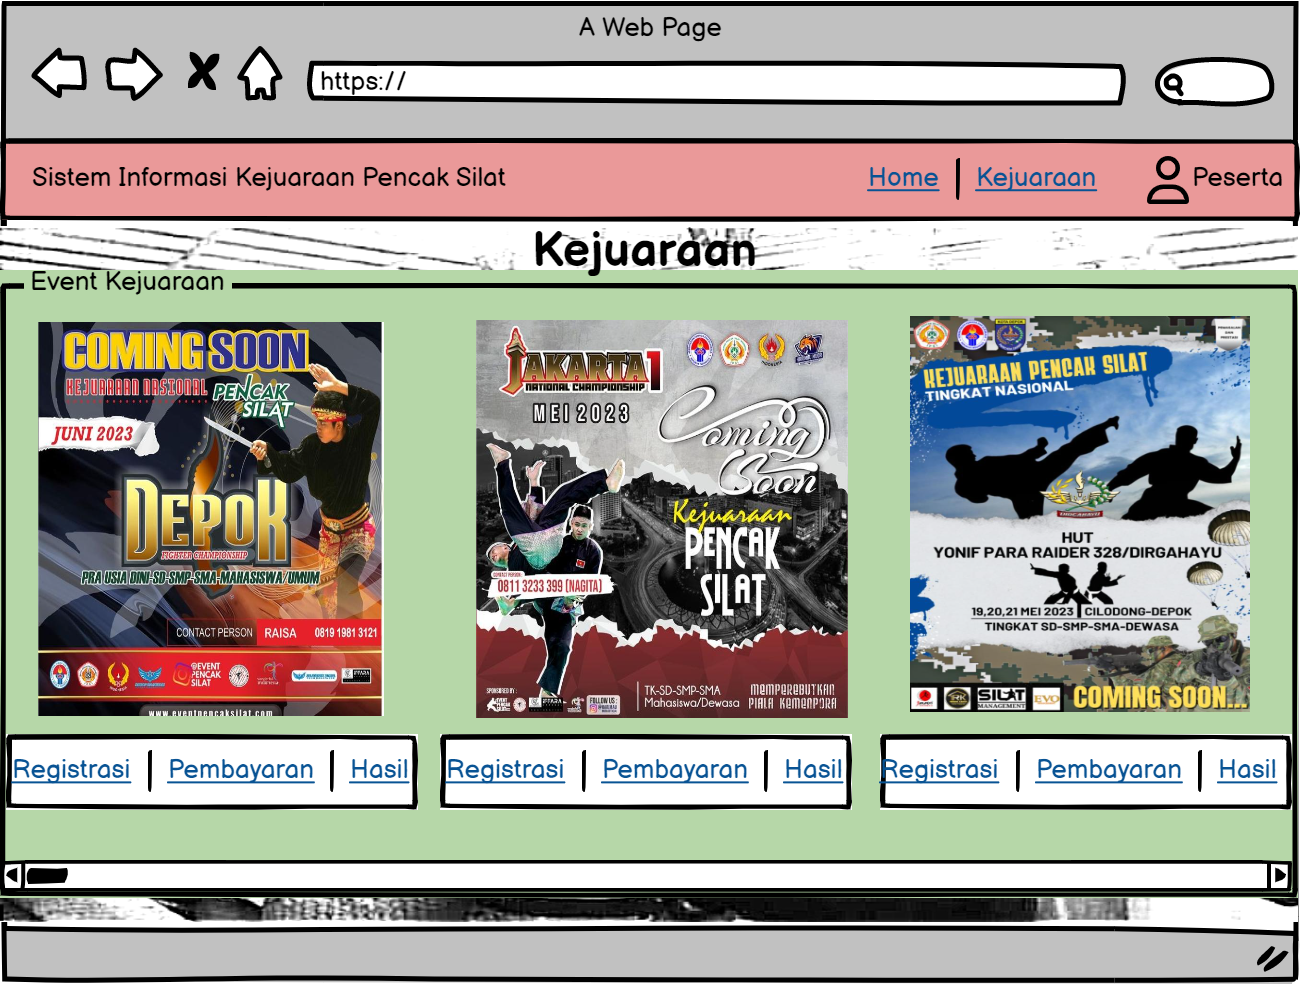 A Web Page
https://
Sistem Informasi Kejuaraan Pencak Silat
Home
Kejuaraan
Peserta
Kejuaraan
Event Kejuaraan
COMING SOON
KEJUARAAN NASIONAL
PENCAK
SILAT
JUNI 2023
DEPOK
FIGHTER CHAMPIONSHIP
PRA USIA DINI-SD-SMP-SMA-MAHASISWA/UMUM
CONTACT PERSON
RAISA
0819 1981 3121
@EVENT
PENCAK
SILAT
www.eventpencaksilat.com
JAKARTA 1
NATIONAL CHAMPIONSHIP
MEI 2023
Coming
Soon
Kejuaraan
PENCAK
SILAT
CONTACT PERSON:
0811 3233 399 (NAGITA)
SPONSORED BY :
FOLLOW US :
TK-SD-SMP-SMA
Mahasiswa/Dewasa
MEMPEREBUTKAN
PIALA KEMENPORA
KEJUARAAN PENCAK SILAT
TINGKAT NASIONAL
HUT
YONIF PARA RAIDER 328/DIRGAHAYU
19,20,21 MEI 2023
CILODONG-DEPOK
TINGKAT SD-SMP-SMA-DEWASA
SILAT
MANAGEMENT
EVO
COMING SOON...
Registrasi
Pembayaran
Hasil
Registrasi
Pembayaran
Hasil
Registrasi
Pembayaran
Hasil